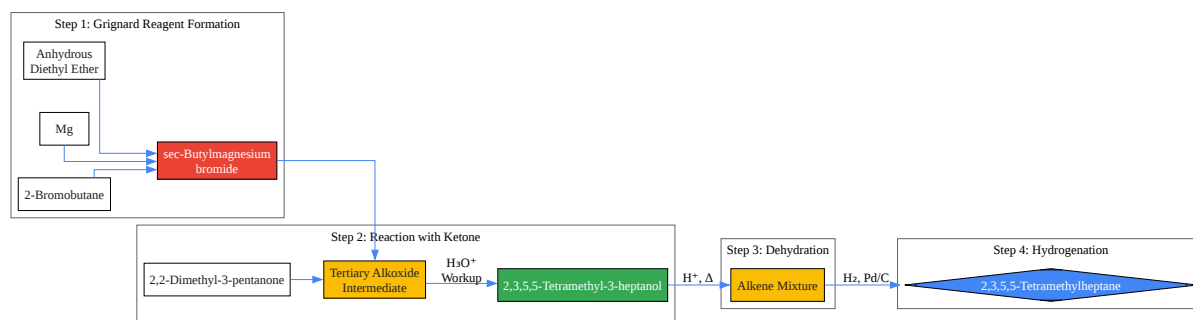 Step 1: Grignard Reagent Formation
Anhydrous
Diethyl Ether
Mg
2-Bromobutane
sec-Butylmagnesium
bromide
Step 2: Reaction with Ketone
2,2-Dimethyl-3-pentanone
Tertiary Alkoxide
Intermediate
H₃O⁺
Workup
2,3,5,5-Tetramethyl-3-heptanol
H⁺, Δ
Step 3: Dehydration
Alkene Mixture
H₂, Pd/C
Step 4: Hydrogenation
2,3,5,5-Tetramethylheptane